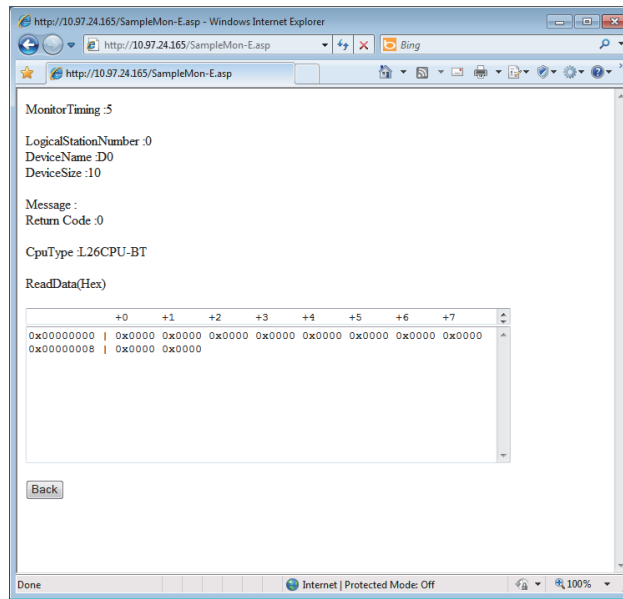 http://10.97.24.165/SampleMon-E.asp - Windows Internet Explorer
http://10.97.24.165/SampleMon-E.asp
Bing
http://10.97.24.165/SampleMon-E.asp
MonitorTiming :5
LogicalStationNumber :0
DeviceName :D0
DeviceSize :10
Message :
Return Code :0
CpuType :L26CPU-BT
ReadData(Hex)
+0 +1 +2 +3 +4 +5 +6 +7
0x00000000 | 0x0000 0x0000 0x0000 0x0000 0x0000 0x0000 0x0000 0x0000
0x00000008 | 0x0000 0x0000
Back
Done Internet | Protected Mode: Off 100%